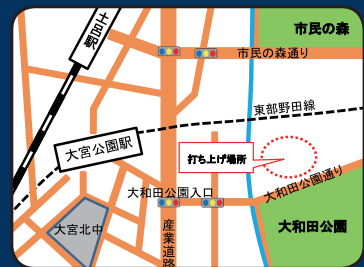 市民の森
土呂駅
市民の森通り
東部野田線
大宮公園駅
打ち上げ場所
大和田公園通り
大和田公園入口
大宮北中
産業道路
大和田公園